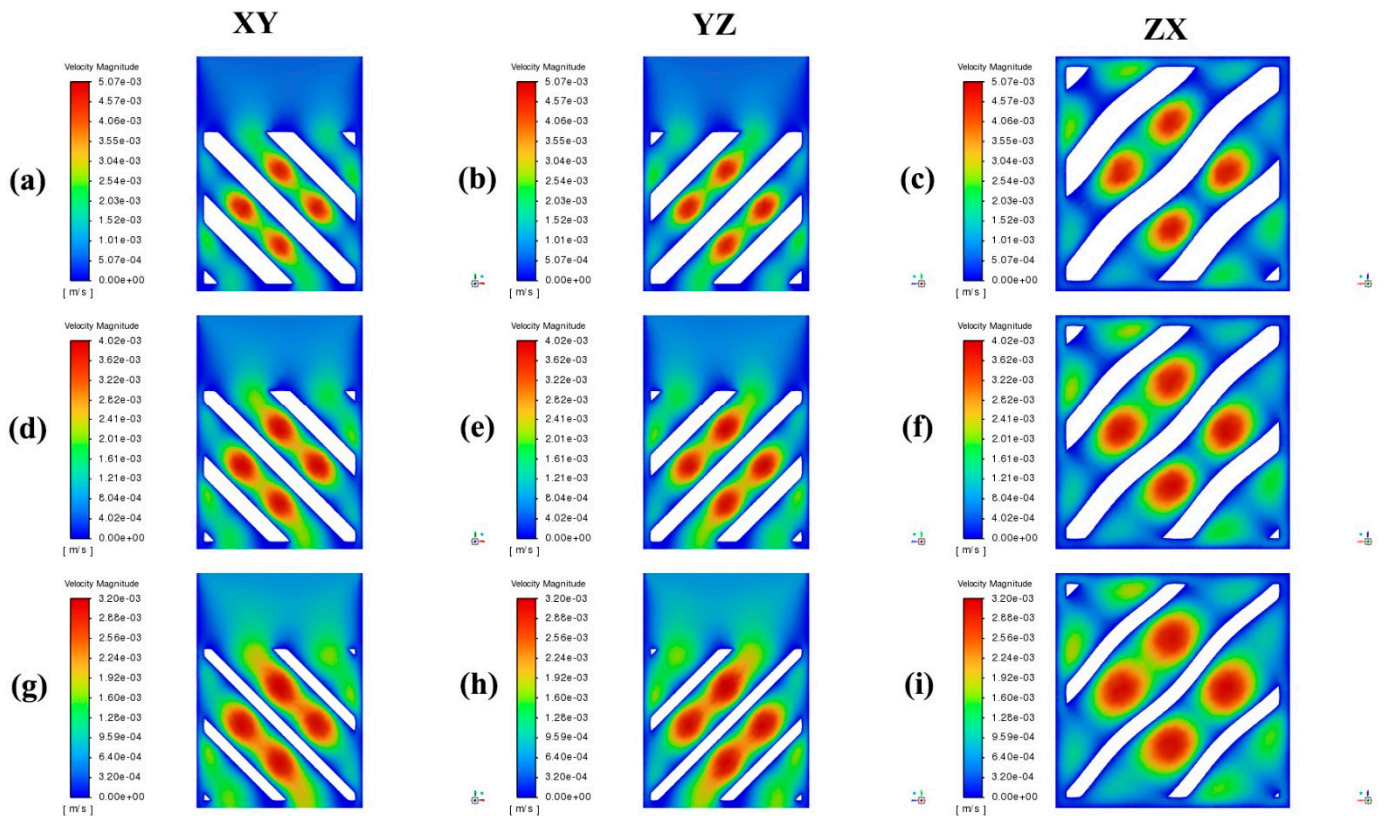 XY
YZ
ZX
(a)
Velocity Magnitude
5.07e-03
4.57e-03
4.06e-03
3.55e-03
3.04e-03
2.54e-03
2.03e-03
1.52e-03
1.01e-03
5.07e-04
0.00e+00
[ m/s ]
(b)
Velocity Magnitude
5.07e-03
4.57e-03
4.06e-03
3.55e-03
3.04e-03
2.54e-03
2.03e-03
1.52e-03
1.01e-03
5.07e-04
0.00e+00
[ m/s ]
(c)
Velocity Magnitude
5.07e-03
4.57e-03
4.06e-03
3.55e-03
3.04e-03
2.54e-03
2.03e-03
1.52e-03
1.01e-03
5.07e-04
0.00e+00
[ m/s ]
(d)
Velocity Magnitude
4.02e-03
3.62e-03
3.22e-03
2.82e-03
2.41e-03
2.01e-03
1.61e-03
1.21e-03
8.04e-04
4.02e-04
0.00e+00
[ m/s ]
(e)
Velocity Magnitude
4.02e-03
3.62e-03
3.22e-03
2.82e-03
2.41e-03
2.01e-03
1.61e-03
1.21e-03
8.04e-04
4.02e-04
0.00e+00
[ m/s ]
(f)
Velocity Magnitude
4.02e-03
3.62e-03
3.22e-03
2.82e-03
2.41e-03
2.01e-03
1.61e-03
1.21e-03
8.04e-04
4.02e-04
0.00e+00
[ m/s ]
(g)
Velocity Magnitude
3.20e-03
2.88e-03
2.56e-03
2.24e-03
1.92e-03
1.60e-03
1.28e-03
9.59e-04
6.40e-04
3.20e-04
0.00e+00
[ m/s ]
(h)
Velocity Magnitude
3.20e-03
2.88e-03
2.56e-03
2.24e-03
1.92e-03
1.60e-03
1.28e-03
9.59e-04
6.40e-04
3.20e-04
0.00e+00
[ m/s ]
(i)
Velocity Magnitude
3.20e-03
2.88e-03
2.56e-03
2.24e-03
1.92e-03
1.60e-03
1.28e-03
9.59e-04
6.40e-04
3.20e-04
0.00e+00
[ m/s ]